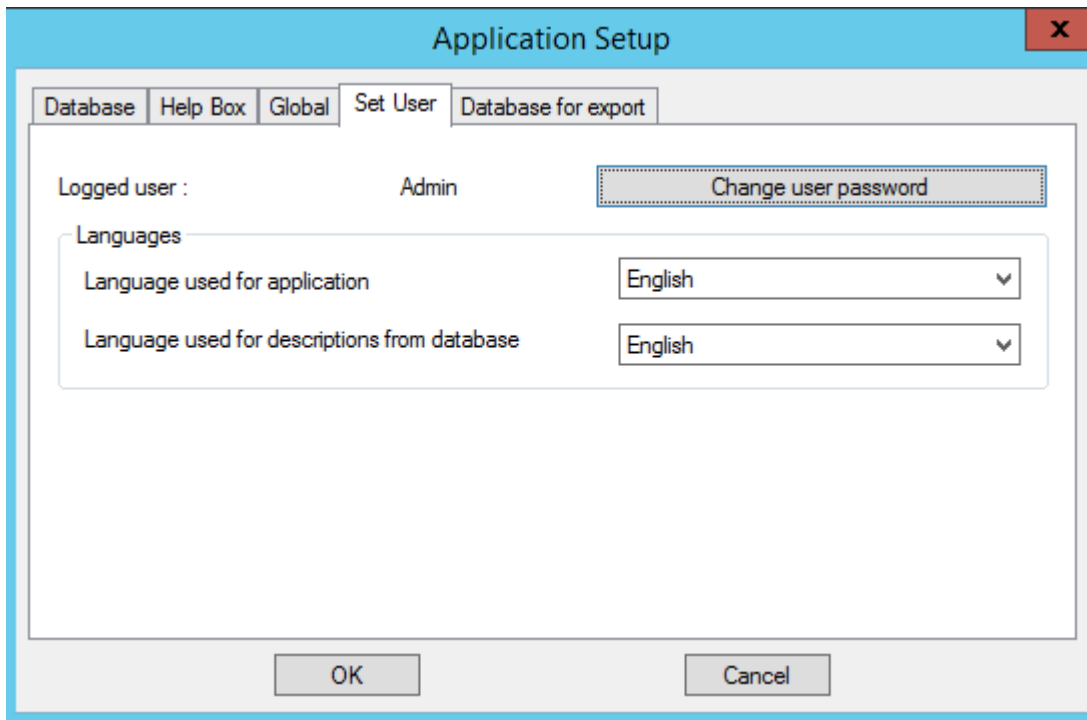 Application Setup
x
Database Help Box Global Set User Database for export
Logged user : Admin Change user password
Languages
Language used for application English
Language used for descriptions from database English
OK Cancel